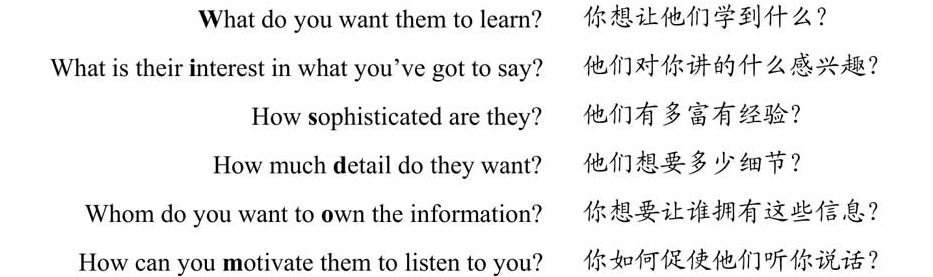 What do you want them to learn? 你想让他们学到什么?
What is their interest in what you’ve got to say? 他们对你讲的什么感兴趣?
How sophisticated are they? 他们有多富有经验?
How much detail do they want? 他们想要多少细节?
Whom do you want to own the information? 你想要让谁拥有这些信息?
How can you motivate them to listen to you? 你如何促使他们听你说话?